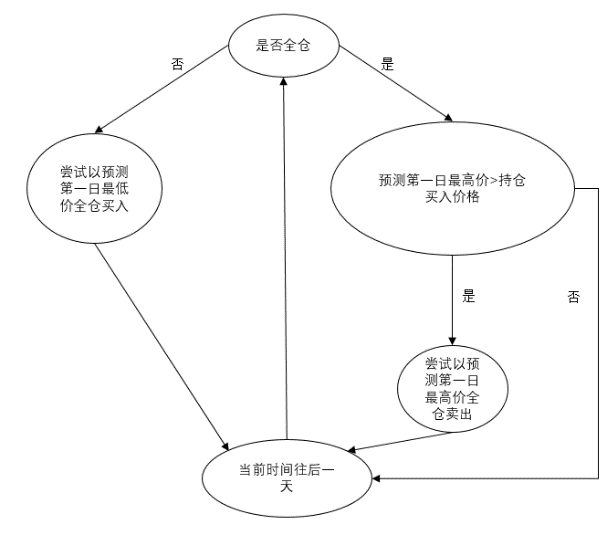 是否全仓
否
是
尝试以预测
第一日最低
价全仓买入
预测第一日最高价>持仓
买入价格
是
否
尝试以预
测第一日
最高价全
仓卖出
当前时间往后一
天